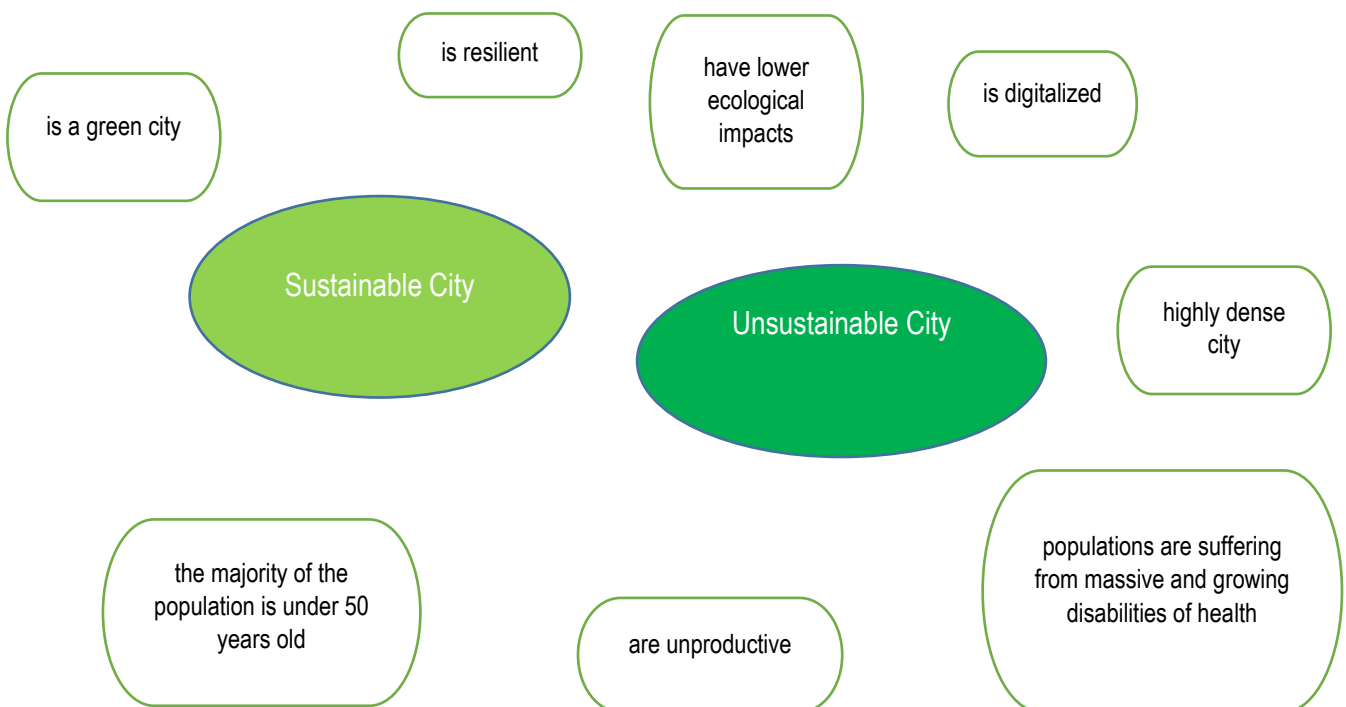 is resilient
have lower
ecological
impacts
is digitalized
is a green city
Sustainable City
Unsustainable City
highly dense
city
the majority of the
population is under 50
years old
are unproductive
populations are suffering
from massive and growing
disabilities of health